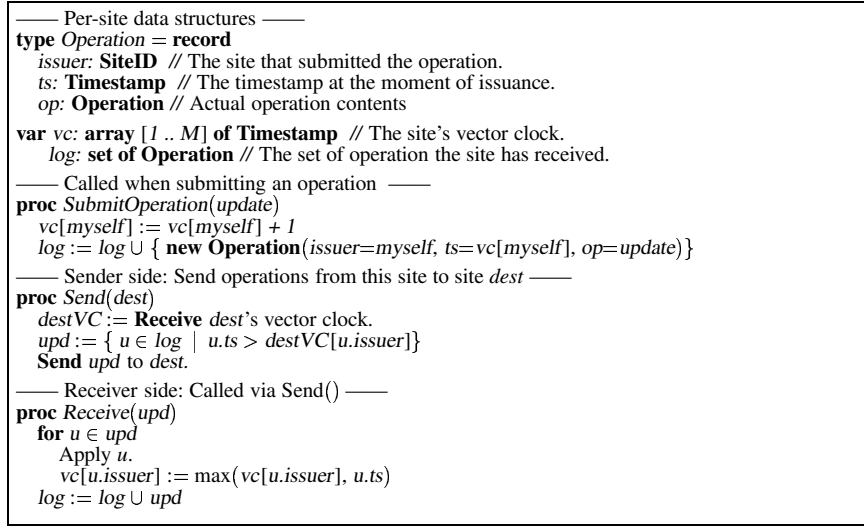 —— Per-site data structures ——
type Operation = record
issuer: SiteID // The site that submitted the operation.
ts: Timestamp // The timestamp at the moment of issuance.
op: Operation // Actual operation contents
var vc: array [1 .. M] of Timestamp // The site's vector clock.
log: set of Operation // The set of operation the site has received.
—— Called when submitting an operation ——
proc SubmitOperation(update)
vc[myself] := vc[myself] + 1
log := log ∪ { new Operation(issuer=myself, ts=vc[myself], op=update)}
—— Sender side: Send operations from this site to site dest ——
proc Send(dest)
destVC := Receive dest's vector clock.
upd := { u ∈ log | u.ts > destVC[u.issuer]}
Send upd to dest.
—— Receiver side: Called via Send() ——
proc Receive(upd)
for u ∈ upd
Apply u.
vc[u.issuer] := max(vc[u.issuer], u.ts)
log := log ∪ upd